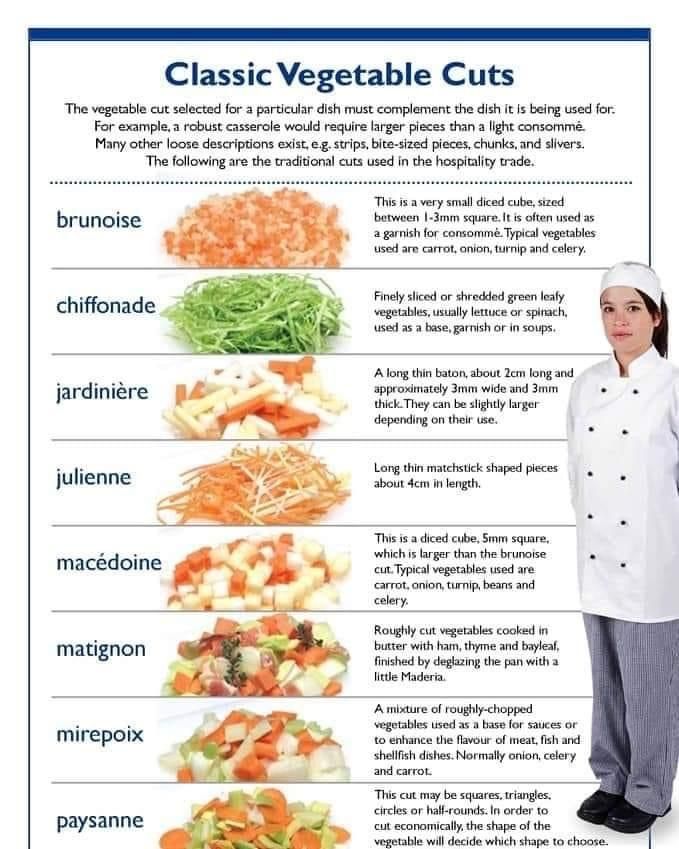 Classic Vegetable Cuts
The vegetable cut selected for a particular dish must complement the dish it is being used for.
For example, a robust casserole would require larger pieces than a light consommé.
Many other loose descriptions exist, e.g. strips, bite-sized pieces, chunks, and slivers.
The following are the traditional cuts used in the hospitality trade.
brunoise
This is a very small diced cube, sized
between 1-3mm square. It is often used as
a garnish for consommé. Typical vegetables
used are carrot, onion, turnip and celery.
chiffonade
Finely sliced or shredded green leafy
vegetables, usually lettuce or spinach,
used as a base, garnish or in soups.
jardinière
A long thin baton, about 2cm long and
approximately 3mm wide and 3mm
thick. They can be slightly larger
depending on their use.
julienne
Long thin matchstick shaped pieces
about 4cm in length.
macédoine
This is a diced cube, 5mm square,
which is larger than the brunoise
cut. Typical vegetables used are
carrot, onion, turnip, beans and
celery.
matignon
Roughly cut vegetables cooked in
butter with ham, thyme and bayleaf,
finished by deglazing the pan with a
little Maderia.
mirepoix
A mixture of roughly-chopped
vegetables used as a base for sauces or
to enhance the flavour of meat, fish and
shellfish dishes. Normally onion, celery
and carrot.
paysanne
This cut may be squares, triangles,
circles or half-rounds. In order to
cut economically, the shape of the
vegetable will decide which shape to choose.